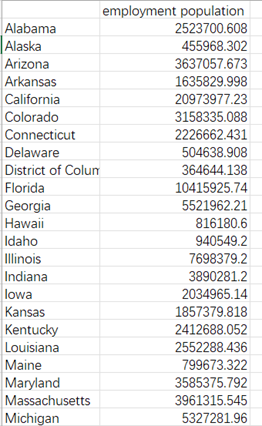 employment population
Alabama 2523700.608
Alaska 455968.302
Arizona 3637057.673
Arkansas 1635829.998
California 20973977.23
Colorado 3158335.088
Connecticut 2226662.431
Delaware 504638.908
District of Colum 364644.138
Florida 10415925.74
Georgia 5521962.21
Hawaii 816180.6
Idaho 940549.2
Illinois 7698379.2
Indiana 3890281.2
Iowa 2034965.14
Kansas 1857379.818
Kentucky 2412688.052
Louisiana 2552288.436
Maine 799673.322
Maryland 3585375.792
Massachusetts 3961315.545
Michigan 5327281.96